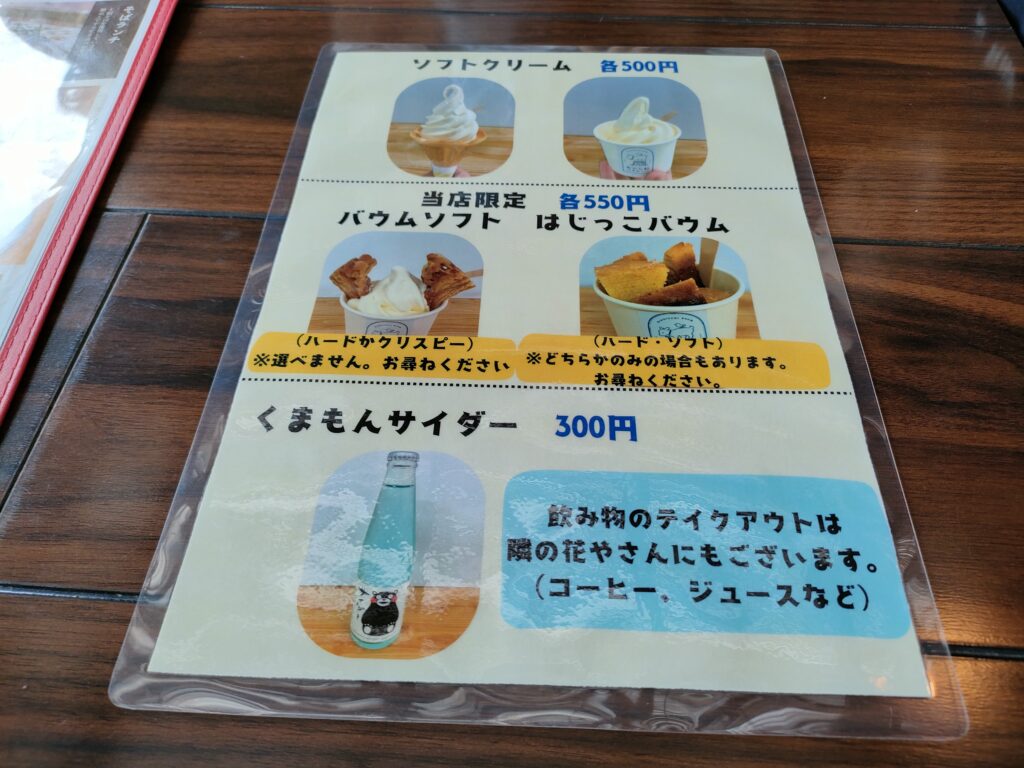 ソフトクリーム 各500円
当店限定 各550円
バウムソフト はじっこバウム
(ハードかクリスピー)
※選べません。お尋ねください
(ハード・ソフト)
※どちらかのみの場合もあります。
お尋ねください。
くまもんサイダー 300円
飲み物のテイクアウトは
隣の花やさんにもございます。
(コーヒー、ジュースなど)